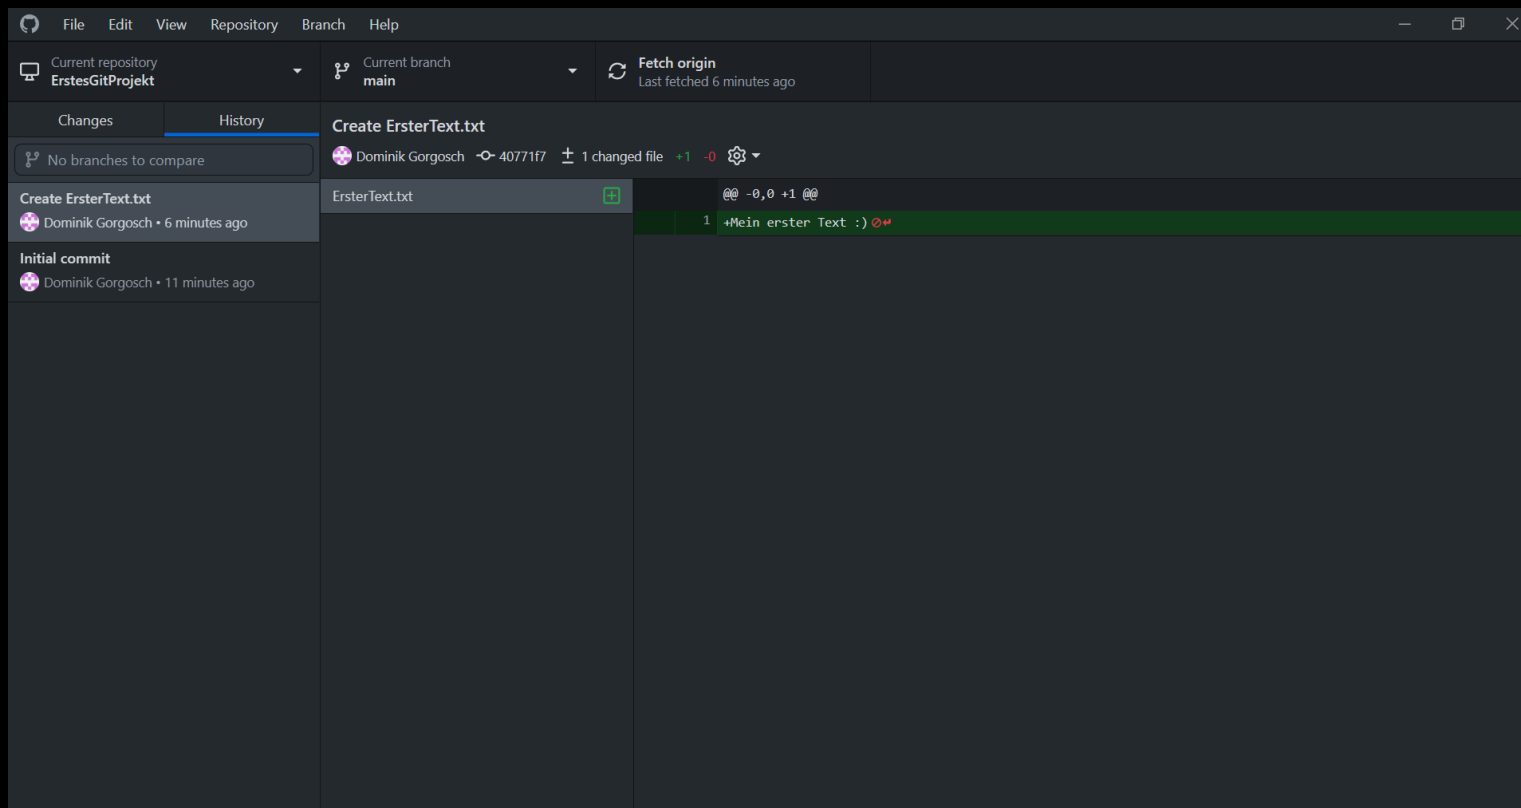 File Edit View Repository Branch Help
Current repository
ErstesGitProjekt
Current branch
main
Fetch origin
Last fetched 6 minutes ago
Changes History
No branches to compare
Create ErsterText.txt
Dominik Gorgosch • 6 minutes ago
Initial commit
Dominik Gorgosch • 11 minutes ago
Create ErsterText.txt
Dominik Gorgosch 40771f7 1 changed file +1 -0
ErsterText.txt
@@ -0,0 +1 @@
1 +Mein erster Text :)